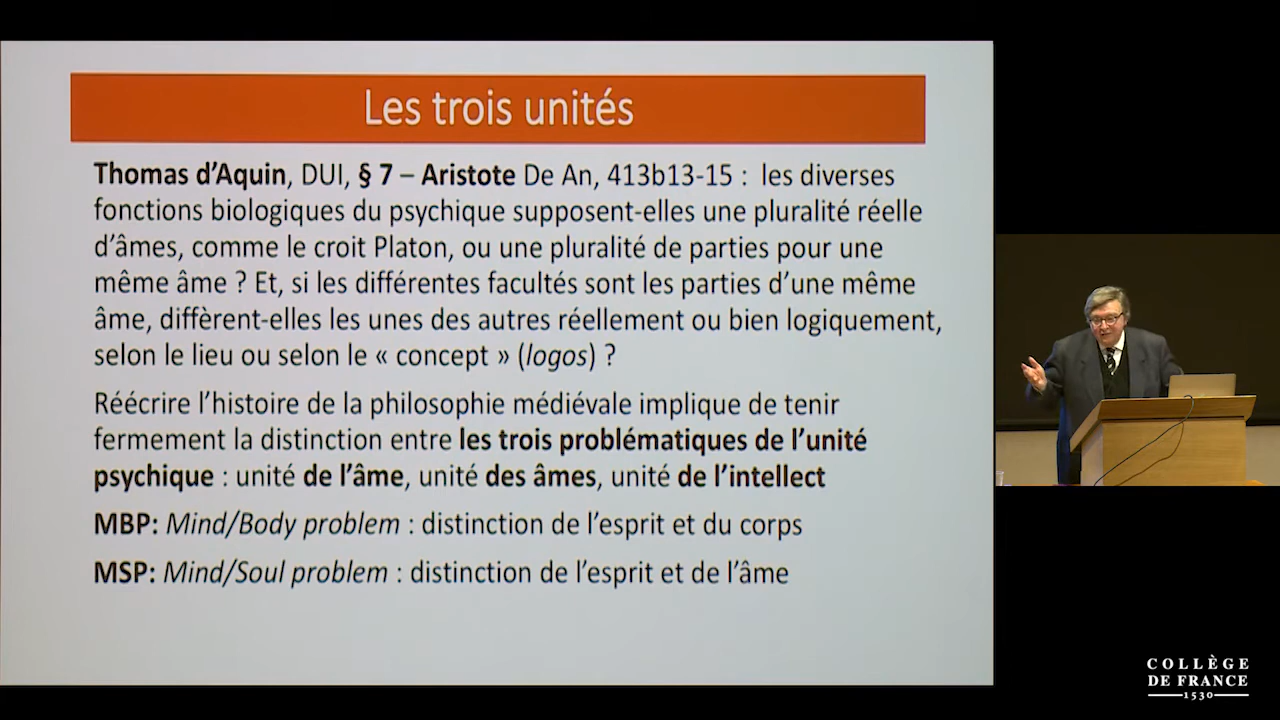 Les trois unités
Thomas d’Aquin, DUI, § 7 – Aristote De An, 413b13-15 : les diverses
fonctions biologiques du psychique supposent-elles une pluralité réelle
d’âmes, comme le croit Platon, ou une pluralité de parties pour une
même âme ? Et, si les différentes facultés sont les parties d’une même
âme, diffèrent-elles les unes des autres réellement ou bien logiquement,
selon le lieu ou selon le « concept » (logos) ?
Réécrire l’histoire de la philosophie médiévale implique de tenir
fermement la distinction entre les trois problématiques de l’unité
psychique : unité de l’âme, unité des âmes, unité de l’intellect
MBP: Mind/Body problem : distinction de l’esprit et du corps
MSP: Mind/Soul problem : distinction de l’esprit et de l’âme
COLLÈGE
DE FRANCE
1530